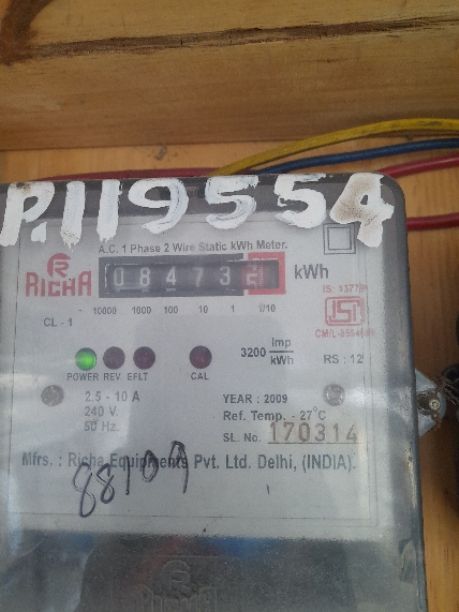 P.119554
A.C. 1 Phase 2 Wire Static kWh Meter.
RICHA
08473 kWh
10000 1000 100 10 1 1/10
CL - 1
3200 Imp/kWh
RS : 12
POWER REV EFLT CAL
2.5 - 10 A
240 V.
50 Hz.
YEAR : 2009
Ref. Temp. - 27°C
SL. No. 170314
Mfrs. : Richa Equipments Pvt. Ltd. Delhi, (INDIA).